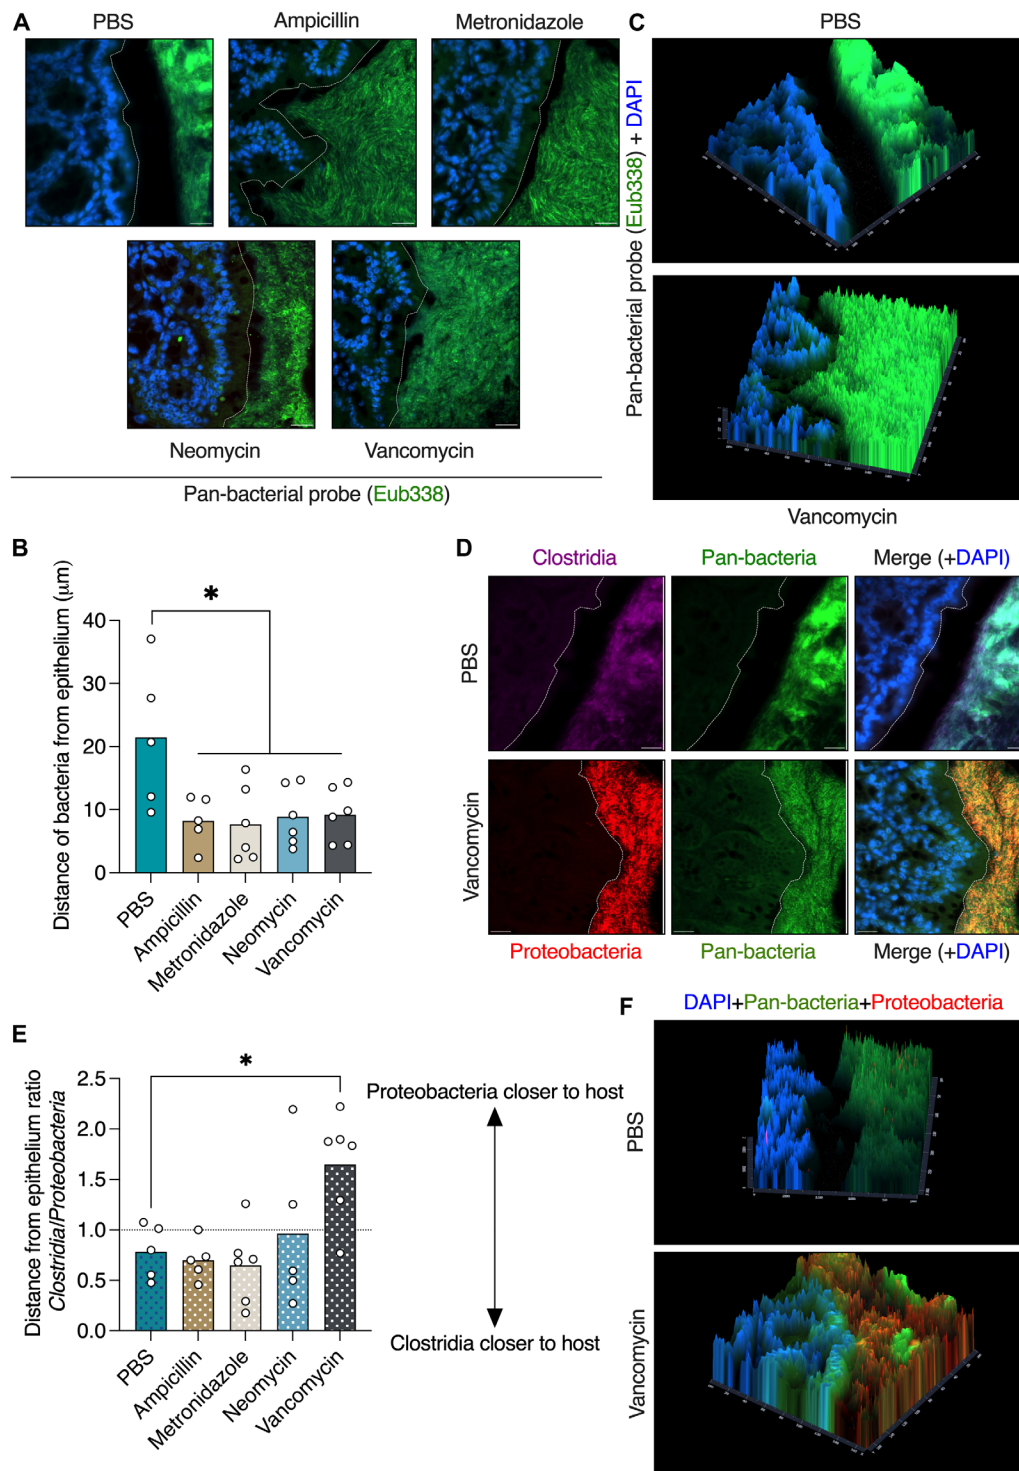 A
PBS
Ampicillin
Metronidazole
Neomycin
Vancomycin
Pan-bacterial probe (Eub338)
C
PBS
Pan-bacterial probe (Eub338) + DAPI
Vancomycin
B
Distance of bacteria from epithelium (μm)
40
30
20
10
0
*
PBS
Ampicillin
Metronidazole
Neomycin
Vancomycin
D
Clostridia
Pan-bacteria
Merge (+DAPI)
PBS
Vancomycin
Proteobacteria
Pan-bacteria
Merge (+DAPI)
E
Distance from epithelium ratio
Clostridia/Proteobacteria
2.5
2.0
1.5
1.0
0.5
0.0
*
PBS
Ampicillin
Metronidazole
Neomycin
Vancomycin
Proteobacteria closer to host
Clostridia closer to host
F
DAPI+Pan-bacteria+Proteobacteria
PBS
Vancomycin